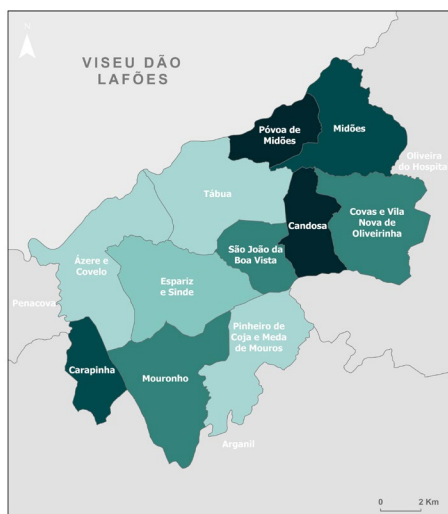 N
VISEU DÃO
LAFÕES
Póvoa de
Midões
Midões
Oliveira
do Hospita
Tábua
Candosa
Covas e Vila
Nova de
Oliveirinha
São João da
Boa Vista
Ázere e
Covelo
Espariz
e Sinde
Penacova
Pinheiro de
Coja e Meda
de Mouros
Carapinha
Mouronho
Arganil
0 2 Km